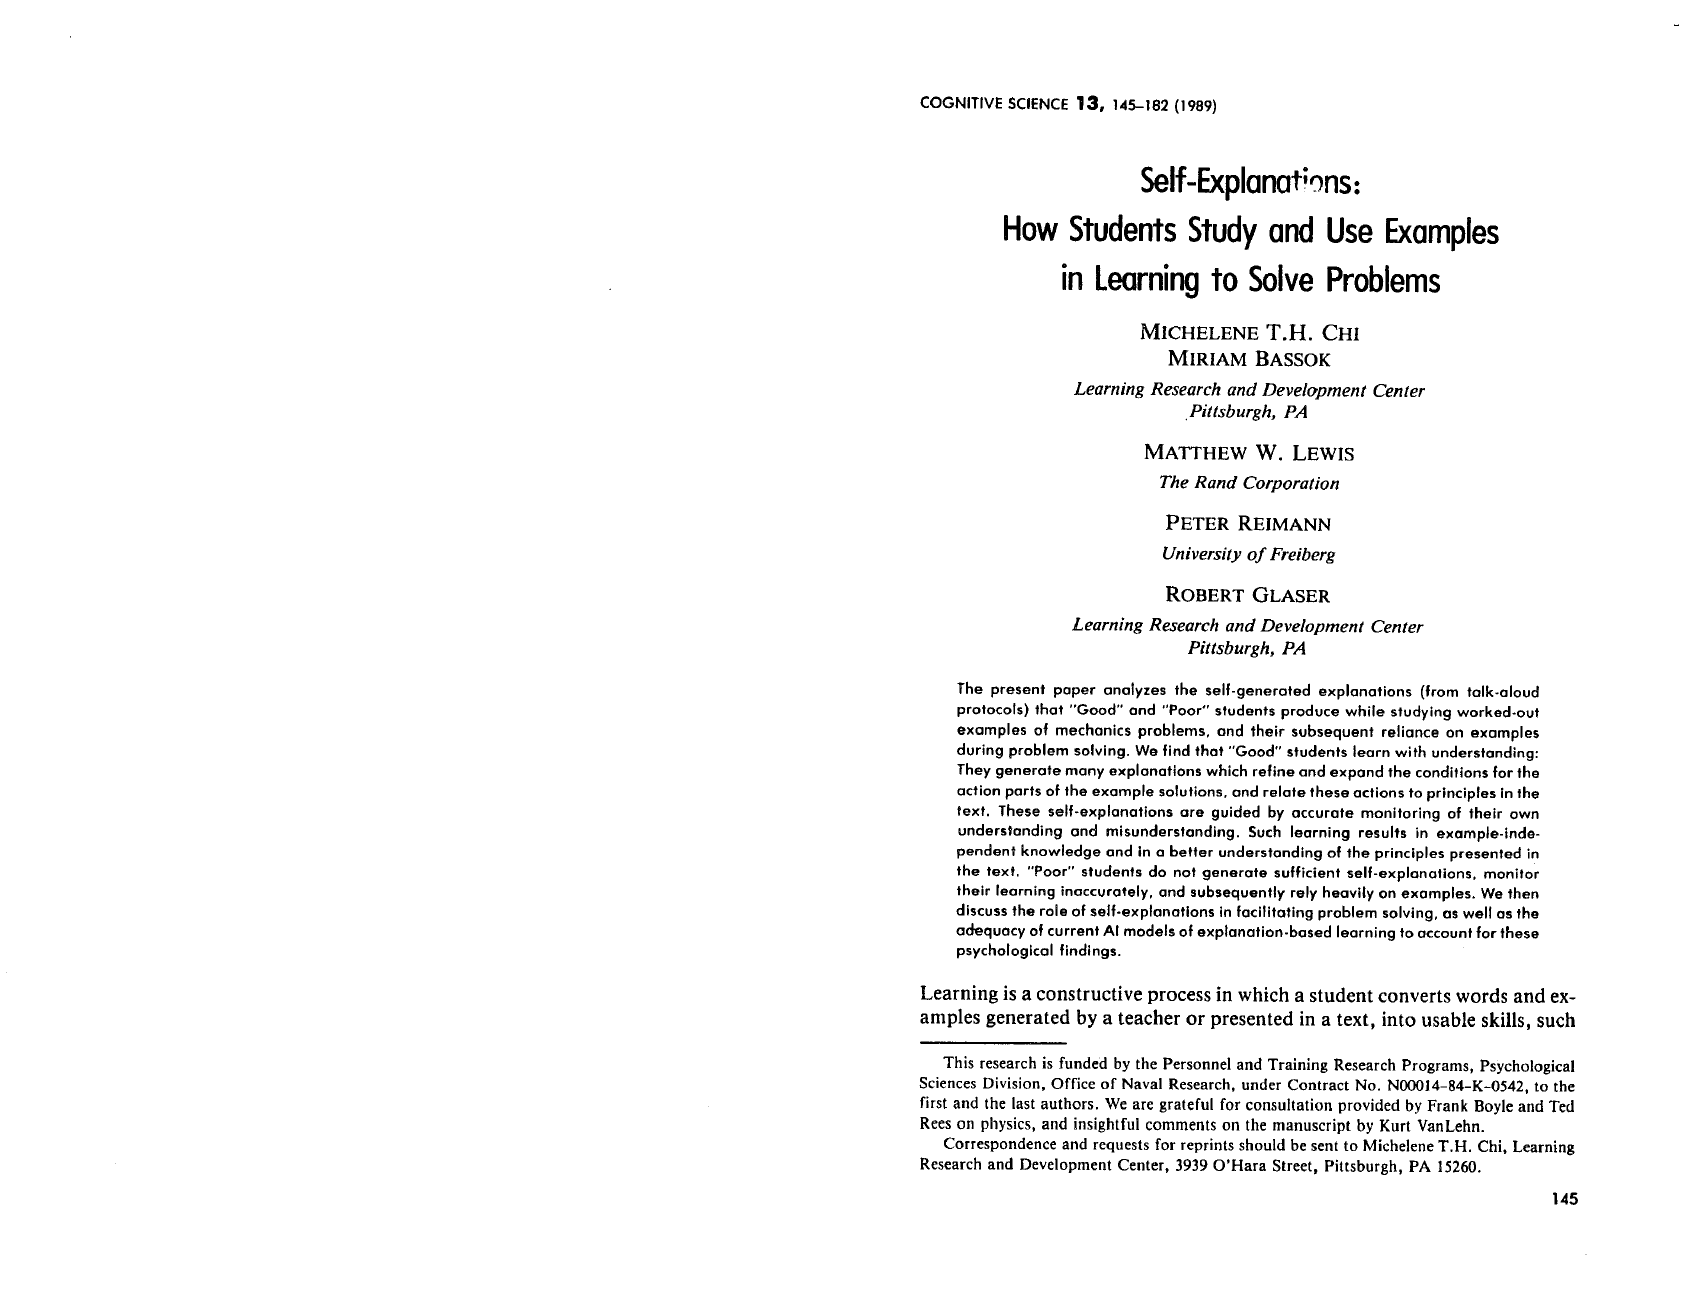 COGNITIVE SCIENCE 13, 145–182 (1989)
Self-Explanations:
How Students Study and Use Examples
in Learning to Solve Problems
MICHELENE T.H. CHI
MIRIAM BASSOK
Learning Research and Development Center
Pittsburgh, PA
MATTHEW W. LEWIS
The Rand Corporation
PETER REIMANN
University of Freiberg
ROBERT GLASER
Learning Research and Development Center
Pittsburgh, PA
The present paper analyzes the self-generated explanations (from talk-aloud
protocols) that "Good" and "Poor" students produce while studying worked-out
examples of mechanics problems, and their subsequent reliance on examples
during problem solving. We find that "Good" students learn with understanding:
They generate many explanations which refine and expand the conditions for the
action parts of the example solutions, and relate these actions to principles in the
text. These self-explanations are guided by accurate monitoring of their own
understanding and misunderstanding. Such learning results in example-inde-
pendent knowledge and in a better understanding of the principles presented in
the text. "Poor" students do not generate sufficient self-explanations, monitor
their learning inaccurately, and subsequently rely heavily on examples. We then
discuss the role of self-explanations in facilitating problem solving, as well as the
adequacy of current AI models of explanation-based learning to account for these
psychological findings.
Learning is a constructive process in which a student converts words and ex-
amples generated by a teacher or presented in a text, into usable skills, such
This research is funded by the Personnel and Training Research Programs, Psychological
Sciences Division, Office of Naval Research, under Contract No. N00014–84–K–0542, to the
first and the last authors. We are grateful for consultation provided by Frank Boyle and Ted
Rees on physics, and insightful comments on the manuscript by Kurt VanLehn.
Correspondence and requests for reprints should be sent to Michelene T.H. Chi, Learning
Research and Development Center, 3939 O'Hara Street, Pittsburgh, PA 15260.
145